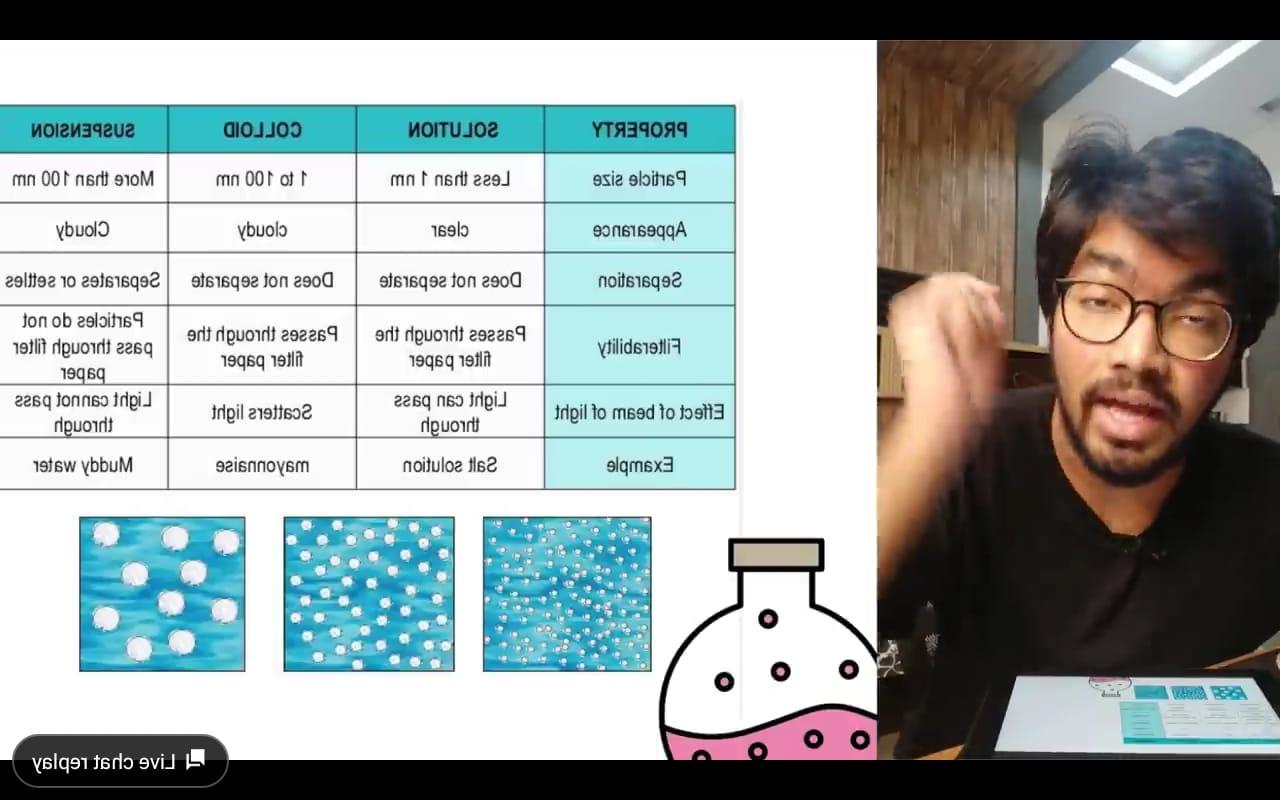 PROPERTY SOLUTION COLLOID SUSPENSION
Particle size Less than 1 nm 1 to 100 nm More than 100 nm
Appearance clear cloudy Cloudy
Separation Does not separate Does not separate Separates or settles
Filterability Passes through the filter paper Passes through the filter paper Particles do not pass through filter paper
Effect of beam of light Light can pass through Scatters light Light cannot pass through
Example Salt solution mayonnaise Muddy water
Live chat replay